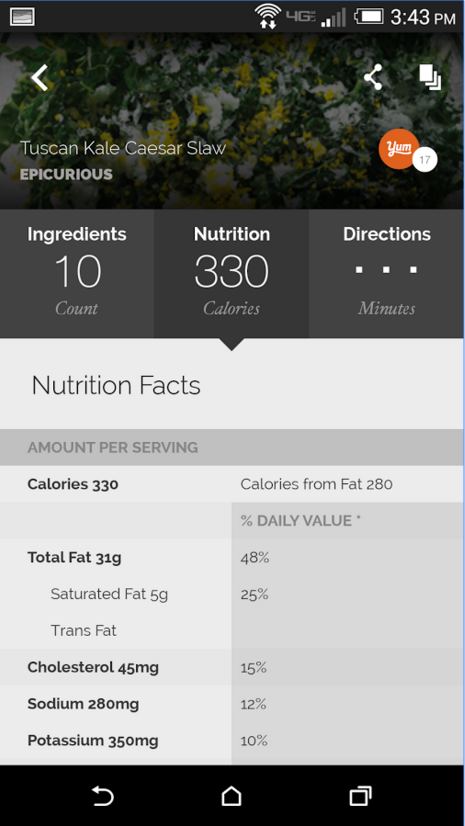 4G LTE 3:43 PM
Tuscan Kale Caesar Slaw
EPICURIOUS
Yum
17
Ingredients
10
Count
Nutrition
330
Calories
Directions
. . .
Minutes
Nutrition Facts
AMOUNT PER SERVING
Calories 330 Calories from Fat 280
% DAILY VALUE *
Total Fat 31g 48%
Saturated Fat 5g 25%
Trans Fat
Cholesterol 45mg 15%
Sodium 280mg 12%
Potassium 350mg 10%